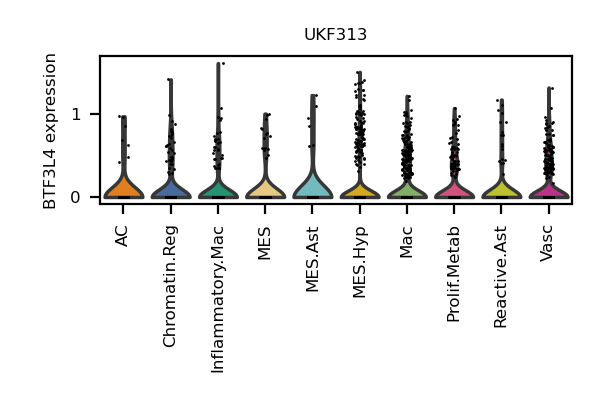 UKF313
BTF3L4 expression
1
0
AC
Chromatin.Reg
Inflammatory.Mac
MES
MES.Ast
MES.Hyp
Mac
Prolif.Metab
Reactive.Ast
Vasc